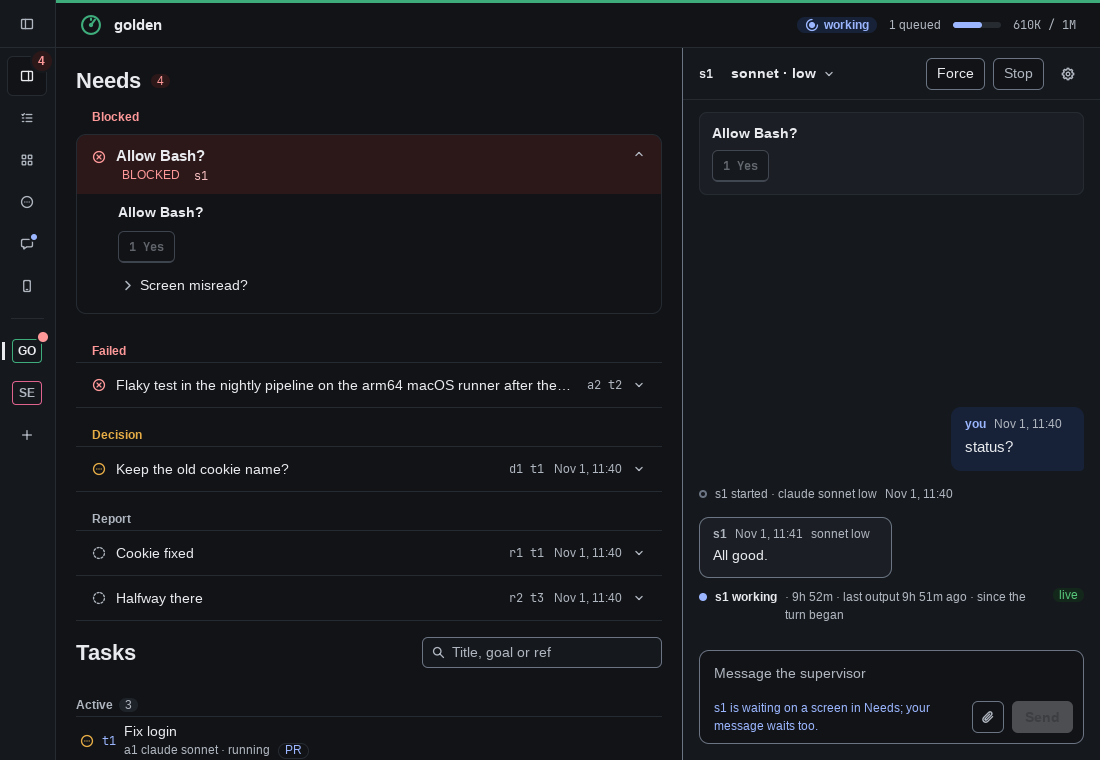 golden
working
1 queued
610K / 1M
4
GO
SE
Needs 4
Blocked
Allow Bash?
BLOCKED s1
Allow Bash?
1 Yes
Screen misread?
Failed
Flaky test in the nightly pipeline on the arm64 macOS runner after the… a2 t2
Decision
Keep the old cookie name? d1 t1 Nov 1, 11:40
Report
Cookie fixed r1 t1 Nov 1, 11:40
Halfway there r2 t3 Nov 1, 11:40
Tasks
Title, goal or ref
Active 3
t1 Fix login
a1 claude sonnet · running PR
s1 sonnet · low
Force
Stop
Allow Bash?
1 Yes
you Nov 1, 11:40
status?
s1 started · claude sonnet low Nov 1, 11:40
s1 Nov 1, 11:41 sonnet low
All good.
s1 working · 9h 52m · last output 9h 51m ago · since the
turn began
live
Message the supervisor
s1 is waiting on a screen in Needs; your
message waits too.
Send